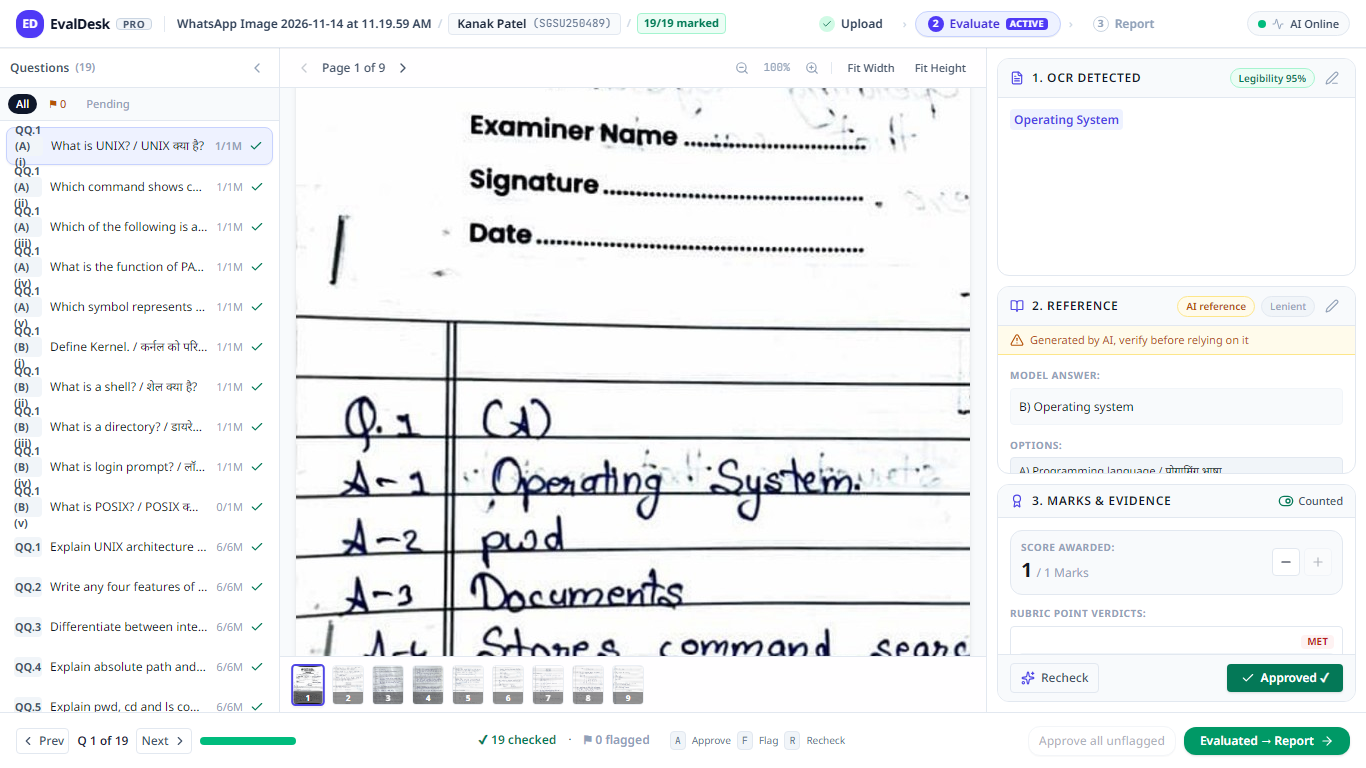 ED EvalDesk PRO WhatsApp Image 2026-11-14 at 11.19.59 AM / Kanak Patel (SGSU250489) / 19/19 marked
Upload › 2 Evaluate ACTIVE › 3 Report
AI Online
Questions (19)
All 0 Pending
QQ.1 (A) (i) What is UNIX? / UNIX क्या है? 1/1M
QQ.1 (A) (ii) Which command shows c... 1/1M
QQ.1 (A) (iii) Which of the following is a... 1/1M
QQ.1 (A) (iv) What is the function of PA... 1/1M
QQ.1 (A) (v) Which symbol represents ... 1/1M
QQ.1 (B) (i) Define Kernel. / कर्नल को परि... 1/1M
QQ.1 (B) (ii) What is a shell? / शेल क्या है? 1/1M
QQ.1 (B) (iii) What is a directory? / डायरे... 1/1M
QQ.1 (B) (iv) What is login prompt? / लॉ... 1/1M
QQ.1 (B) (v) What is POSIX? / POSIX क... 0/1M
QQ.1 Explain UNIX architecture ... 6/6M
QQ.2 Write any four features of ... 6/6M
QQ.3 Differentiate between inte... 6/6M
QQ.4 Explain absolute path and... 6/6M
QQ.5 Explain pwd, cd and ls co... 6/6M
Page 1 of 9
100% Fit Width Fit Height
Examiner Name
Signature
Date
Q.1 (A)
A-1 Operating System.
A-2 pwd
A-3 Documents
A-4 Stores command searc
1 2 3 4 5 6 7 8 9
1. OCR DETECTED Legibility 95%
Operating System
2. REFERENCE AI reference Lenient
Generated by AI, verify before relying on it
MODEL ANSWER:
B) Operating system
OPTIONS:
A) Programming language / प्रोग्रामिंग भाषा
3. MARKS & EVIDENCE Counted
SCORE AWARDED:
1 / 1 Marks
RUBRIC POINT VERDICTS:
MET
Recheck Approved ✓
Prev Q 1 of 19 Next
✓ 19 checked · 0 flagged A Approve F Flag R Recheck
Approve all unflagged Evaluated → Report →